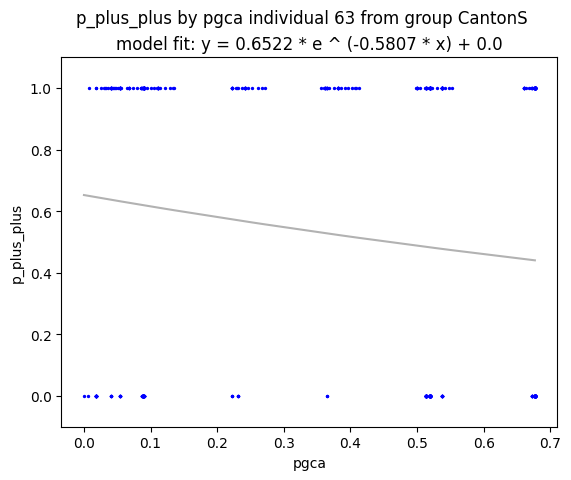 p_plus_plus by pgca individual 63 from group CantonS
model fit: y = 0.6522 * e ^ (-0.5807 * x) + 0.0
1.0
0.8
0.6
0.4
0.2
0.0
p_plus_plus
0.0 0.1 0.2 0.3 0.4 0.5 0.6 0.7
pgca